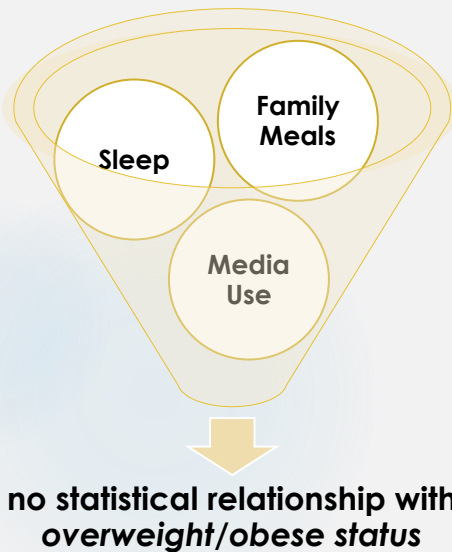 Family
Meals
Sleep
Media
Use
no statistical relationship with
overweight/obese status